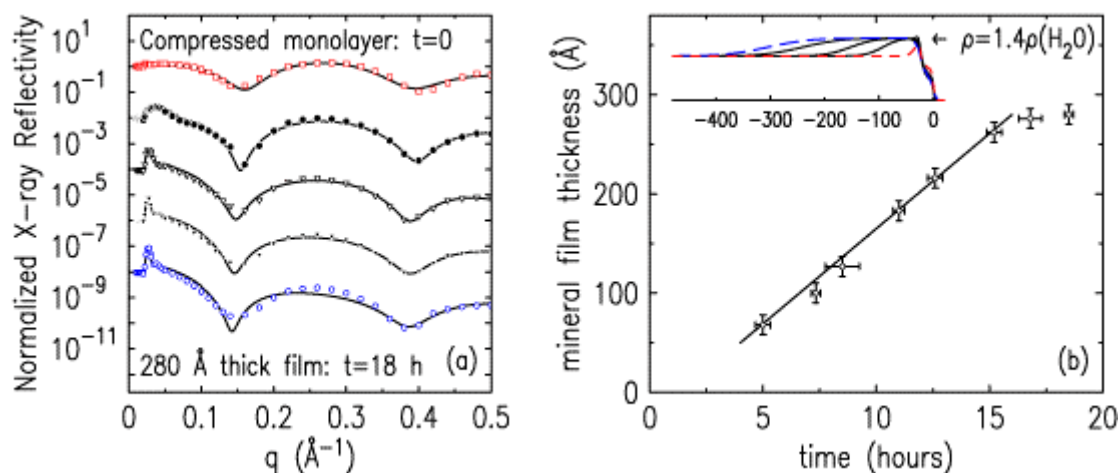 Normalized X-ray Reflectivity
10¹
10⁻¹
10⁻³
10⁻⁵
10⁻⁷
10⁻⁹
10⁻¹¹
Compressed monolayer: t=0
280 Å thick film: t=18 h
(a)
0 0.1 0.2 0.3 0.4 0.5
q (Å⁻¹)
mineral film thickness (Å)
300
200
100
0
← ρ=1.4ρ(H₂O)
-400 -300 -200 -100 0
(b)
0 5 10 15 20
time (hours)